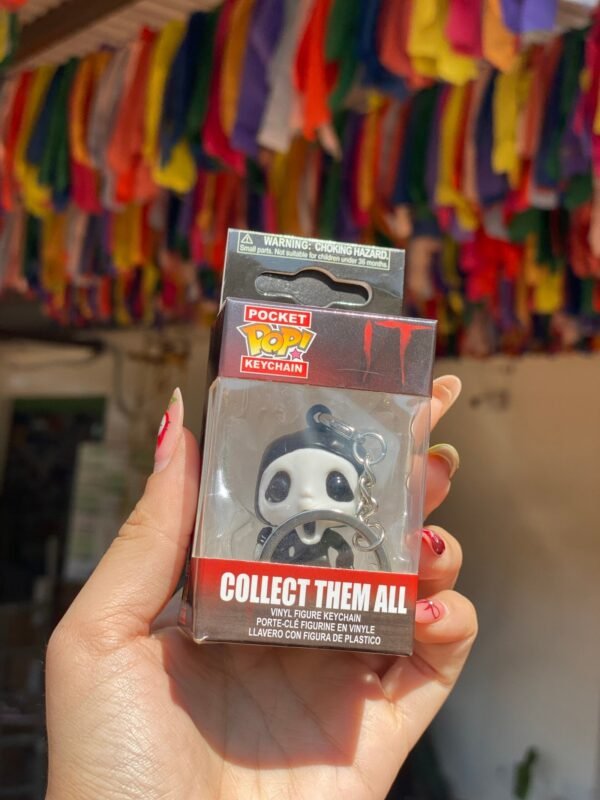 ⚠ WARNING: CHOKING HAZARD.
Small parts. Not suitable for children under 36 months.
POCKET
POP!
KEYCHAIN
IT
COLLECT THEM ALL
VINYL FIGURE KEYCHAIN
PORTE-CLÉ FIGURINE EN VINYLE
LLAVERO CON FIGURA DE PLASTICO